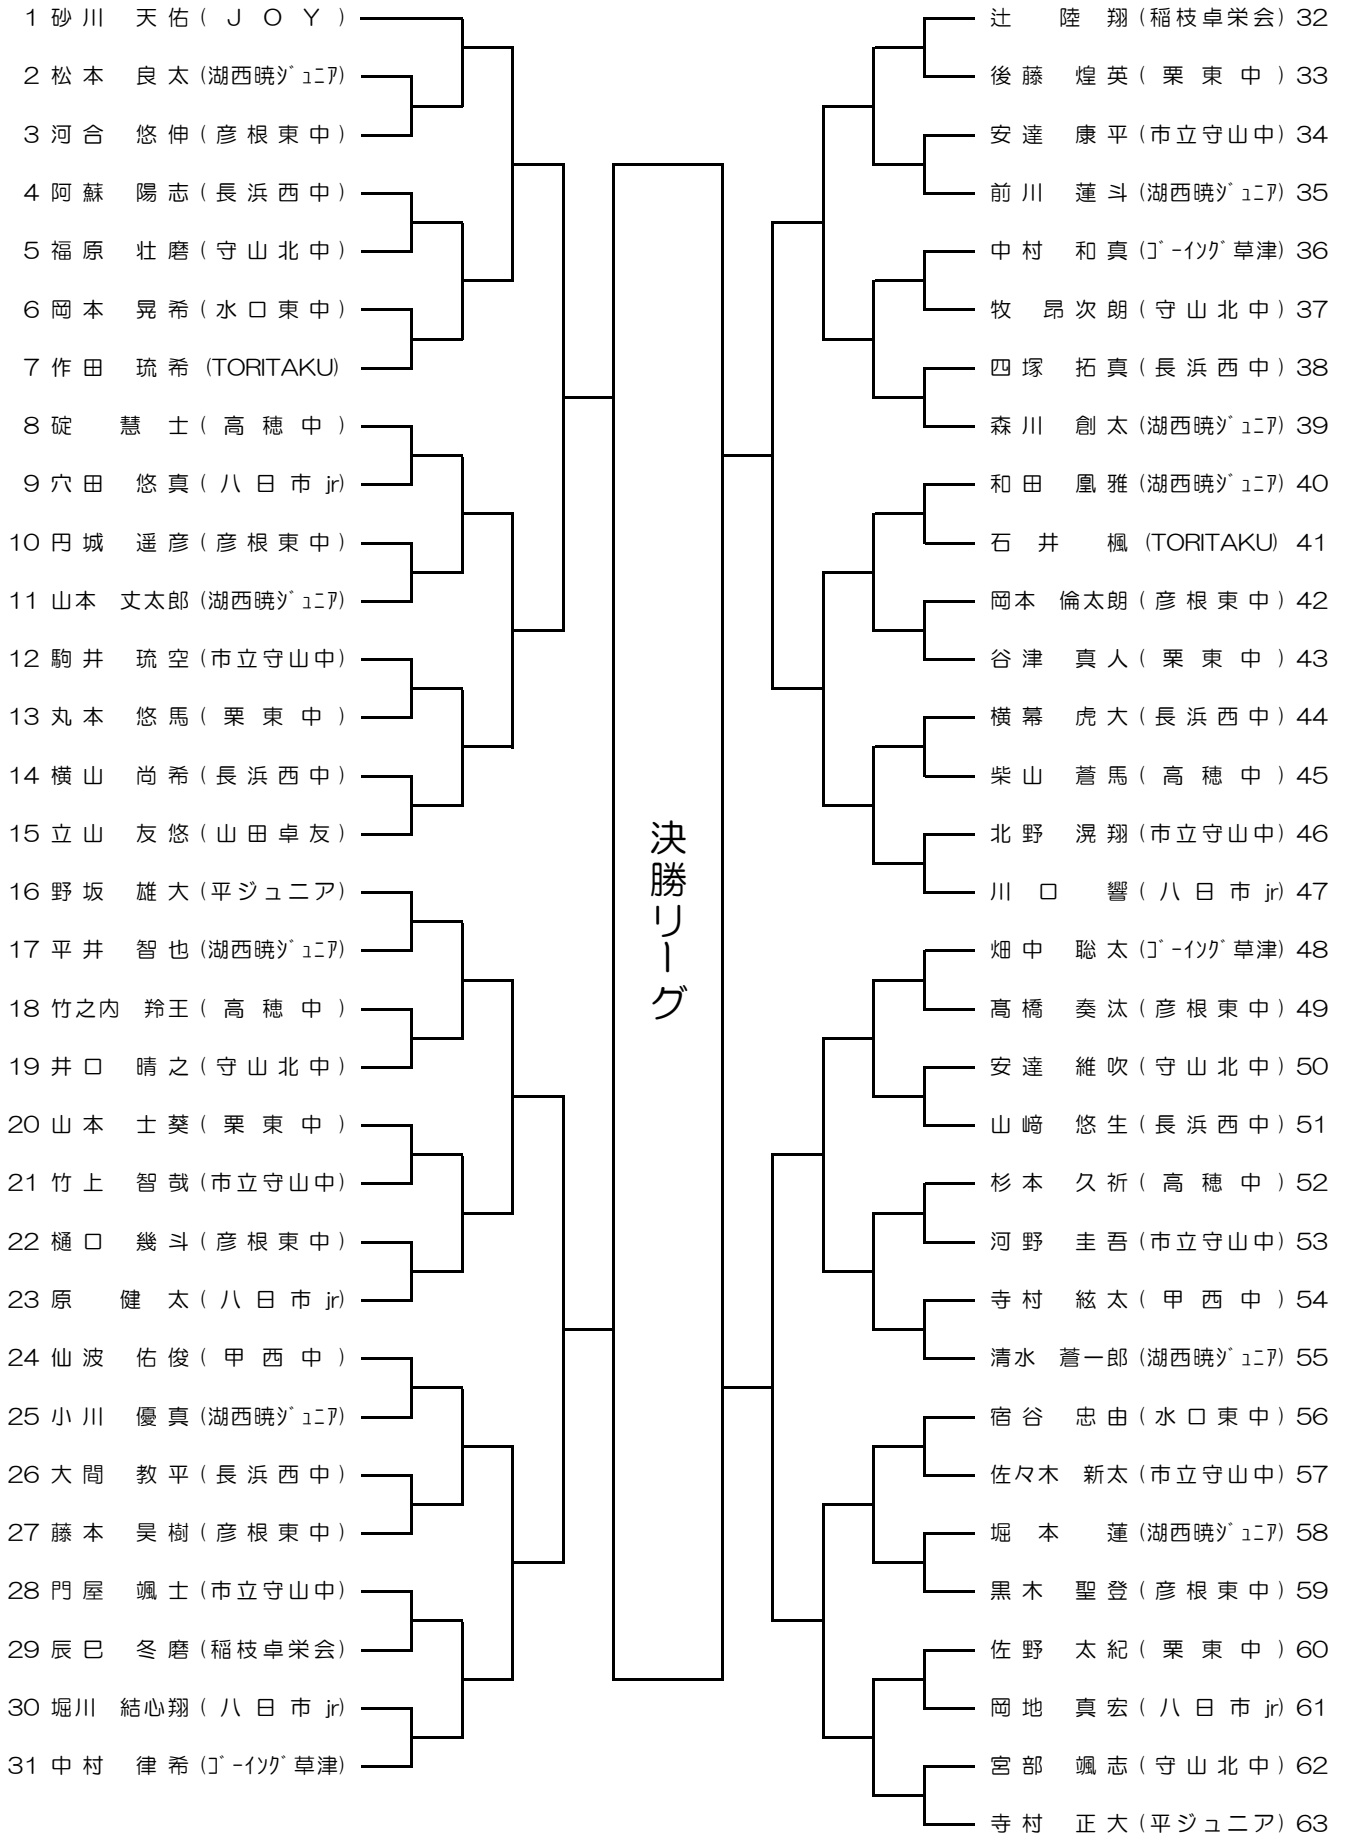 1 砂川 天佑 (JOY)
2 松本 良太 (湖西暁ジュニア)
3 河合 悠伸 (彦根東中)
4 阿蘇 陽志 (長浜西中)
5 福原 壮磨 (守山北中)
6 岡本 晃希 (水口東中)
7 作田 琉希 (TORITAKU)
8 碇 慧士 (高穂中)
9 穴田 悠真 (八日市jr)
10 円城 遥彦 (彦根東中)
11 山本 丈太郎 (湖西暁ジュニア)
12 駒井 琉空 (市立守山中)
13 丸本 悠馬 (栗東中)
14 横山 尚希 (長浜西中)
15 立山 友悠 (山田卓友)
16 野坂 雄大 (平ジュニア)
17 平井 智也 (湖西暁ジュニア)
18 竹之内 羚王 (高穂中)
19 井口 晴之 (守山北中)
20 山本 士葵 (栗東中)
21 竹上 智哉 (市立守山中)
22 樋口 幾斗 (彦根東中)
23 原 健太 (八日市jr)
24 仙波 佑俊 (甲西中)
25 小川 優真 (湖西暁ジュニア)
26 大間 教平 (長浜西中)
27 藤本 昊樹 (彦根東中)
28 門屋 颯士 (市立守山中)
29 辰巳 冬磨 (稲枝卓栄会)
30 堀川 結心翔 (八日市jr)
31 中村 律希 (ゴーイング草津)
決勝リーグ
辻 陸翔 (稲枝卓栄会) 32
後藤 煌英 (栗東中) 33
安達 康平 (市立守山中) 34
前川 蓮斗 (湖西暁ジュニア) 35
中村 和真 (ゴーイング草津) 36
牧 昂次朗 (守山北中) 37
四塚 拓真 (長浜西中) 38
森川 創太 (湖西暁ジュニア) 39
和田 凰雅 (湖西暁ジュニア) 40
石井 楓 (TORITAKU) 41
岡本 倫太朗 (彦根東中) 42
谷津 真人 (栗東中) 43
横幕 虎大 (長浜西中) 44
柴山 蒼馬 (高穂中) 45
北野 滉翔 (市立守山中) 46
川口 響 (八日市jr) 47
畑中 聡太 (ゴーイング草津) 48
髙橋 奏汰 (彦根東中) 49
安達 維吹 (守山北中) 50
山﨑 悠生 (長浜西中) 51
杉本 久祈 (高穂中) 52
河野 圭吾 (市立守山中) 53
寺村 絃太 (甲西中) 54
清水 蒼一郎 (湖西暁ジュニア) 55
宿谷 忠由 (水口東中) 56
佐々木 新太 (市立守山中) 57
堀本 蓮 (湖西暁ジュニア) 58
黒木 聖登 (彦根東中) 59
佐野 太紀 (栗東中) 60
岡地 真宏 (八日市jr) 61
宮部 颯志 (守山北中) 62
寺村 正大 (平ジュニア) 63